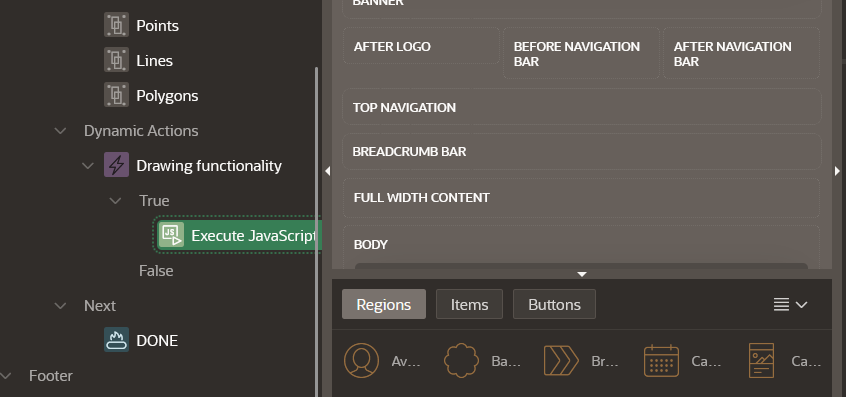 Points
Lines
Polygons
Dynamic Actions
Drawing functionality
True
JS
Execute JavaScript
False
Next
DONE
Footer
BANNER
AFTER LOGO
BEFORE NAVIGATION
BAR
AFTER NAVIGATION
BAR
TOP NAVIGATION
BREADCRUMB BAR
FULL WIDTH CONTENT
BODY
Regions
Items
Buttons
Av...
Ba...
Br...
Ca...
Ca...